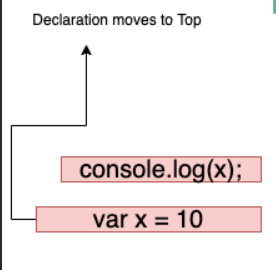 Declaration moves to Top
console.log(x);
var x = 10